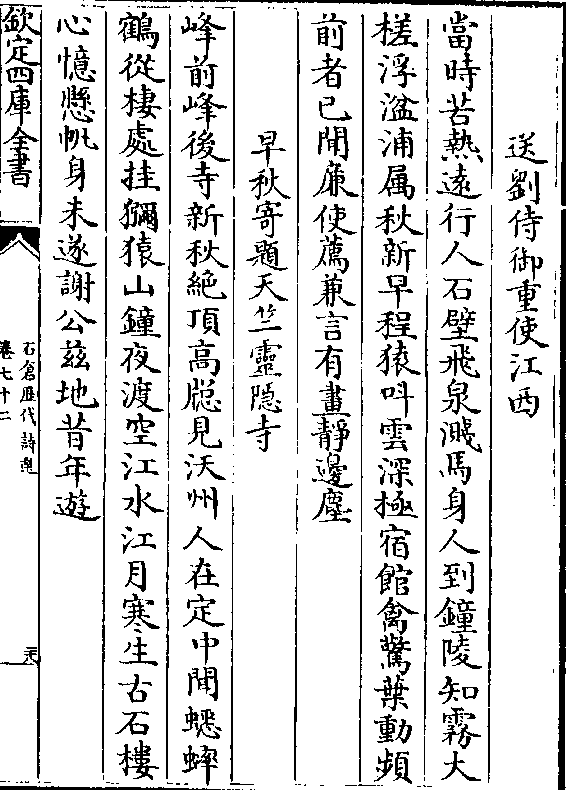 送劉侍御重使江西
當時苦熱遠行人石壁飛泉溅馬身人到鐘陵知霧大
槎浮湓浦属秋新早程猿呌雲深極宿館禽驚葉動頻
前者已聞廉使薦兼言有畫靜邊塵
早秋寄題天竺靈隠寺
峰前峰後寺新秋絶頂高牎見沃州人在定中聞蟋蟀
鶴從棲處挂獼猿山鐘夜渡空江水江月寒生古石樓
心憶懸帆身未遂謝公兹地昔年遊
欽定四庫全書
石倉歴代詩選
卷七十二